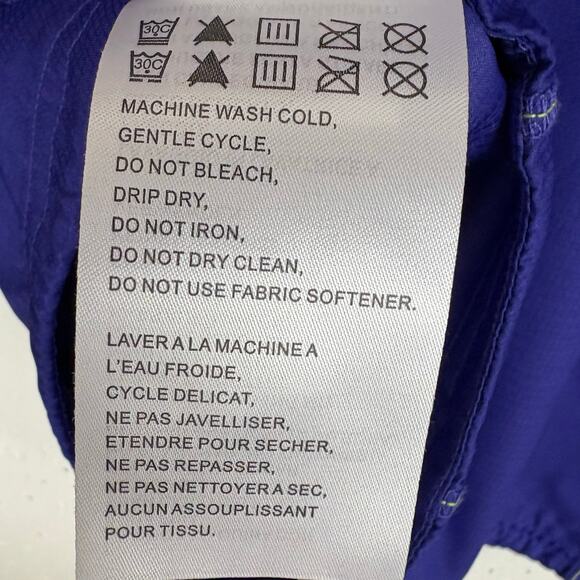 30C
30C
MACHINE WASH COLD,
GENTLE CYCLE,
DO NOT BLEACH,
DRIP DRY,
DO NOT IRON,
DO NOT DRY CLEAN,
DO NOT USE FABRIC SOFTENER.
LAVER A LA MACHINE A
L'EAU FROIDE,
CYCLE DELICAT,
NE PAS JAVELLISER,
ETENDRE POUR SECHER,
NE PAS REPASSER,
NE PAS NETTOYER A SEC,
AUCUN ASSOUPLISSANT
POUR TISSU.